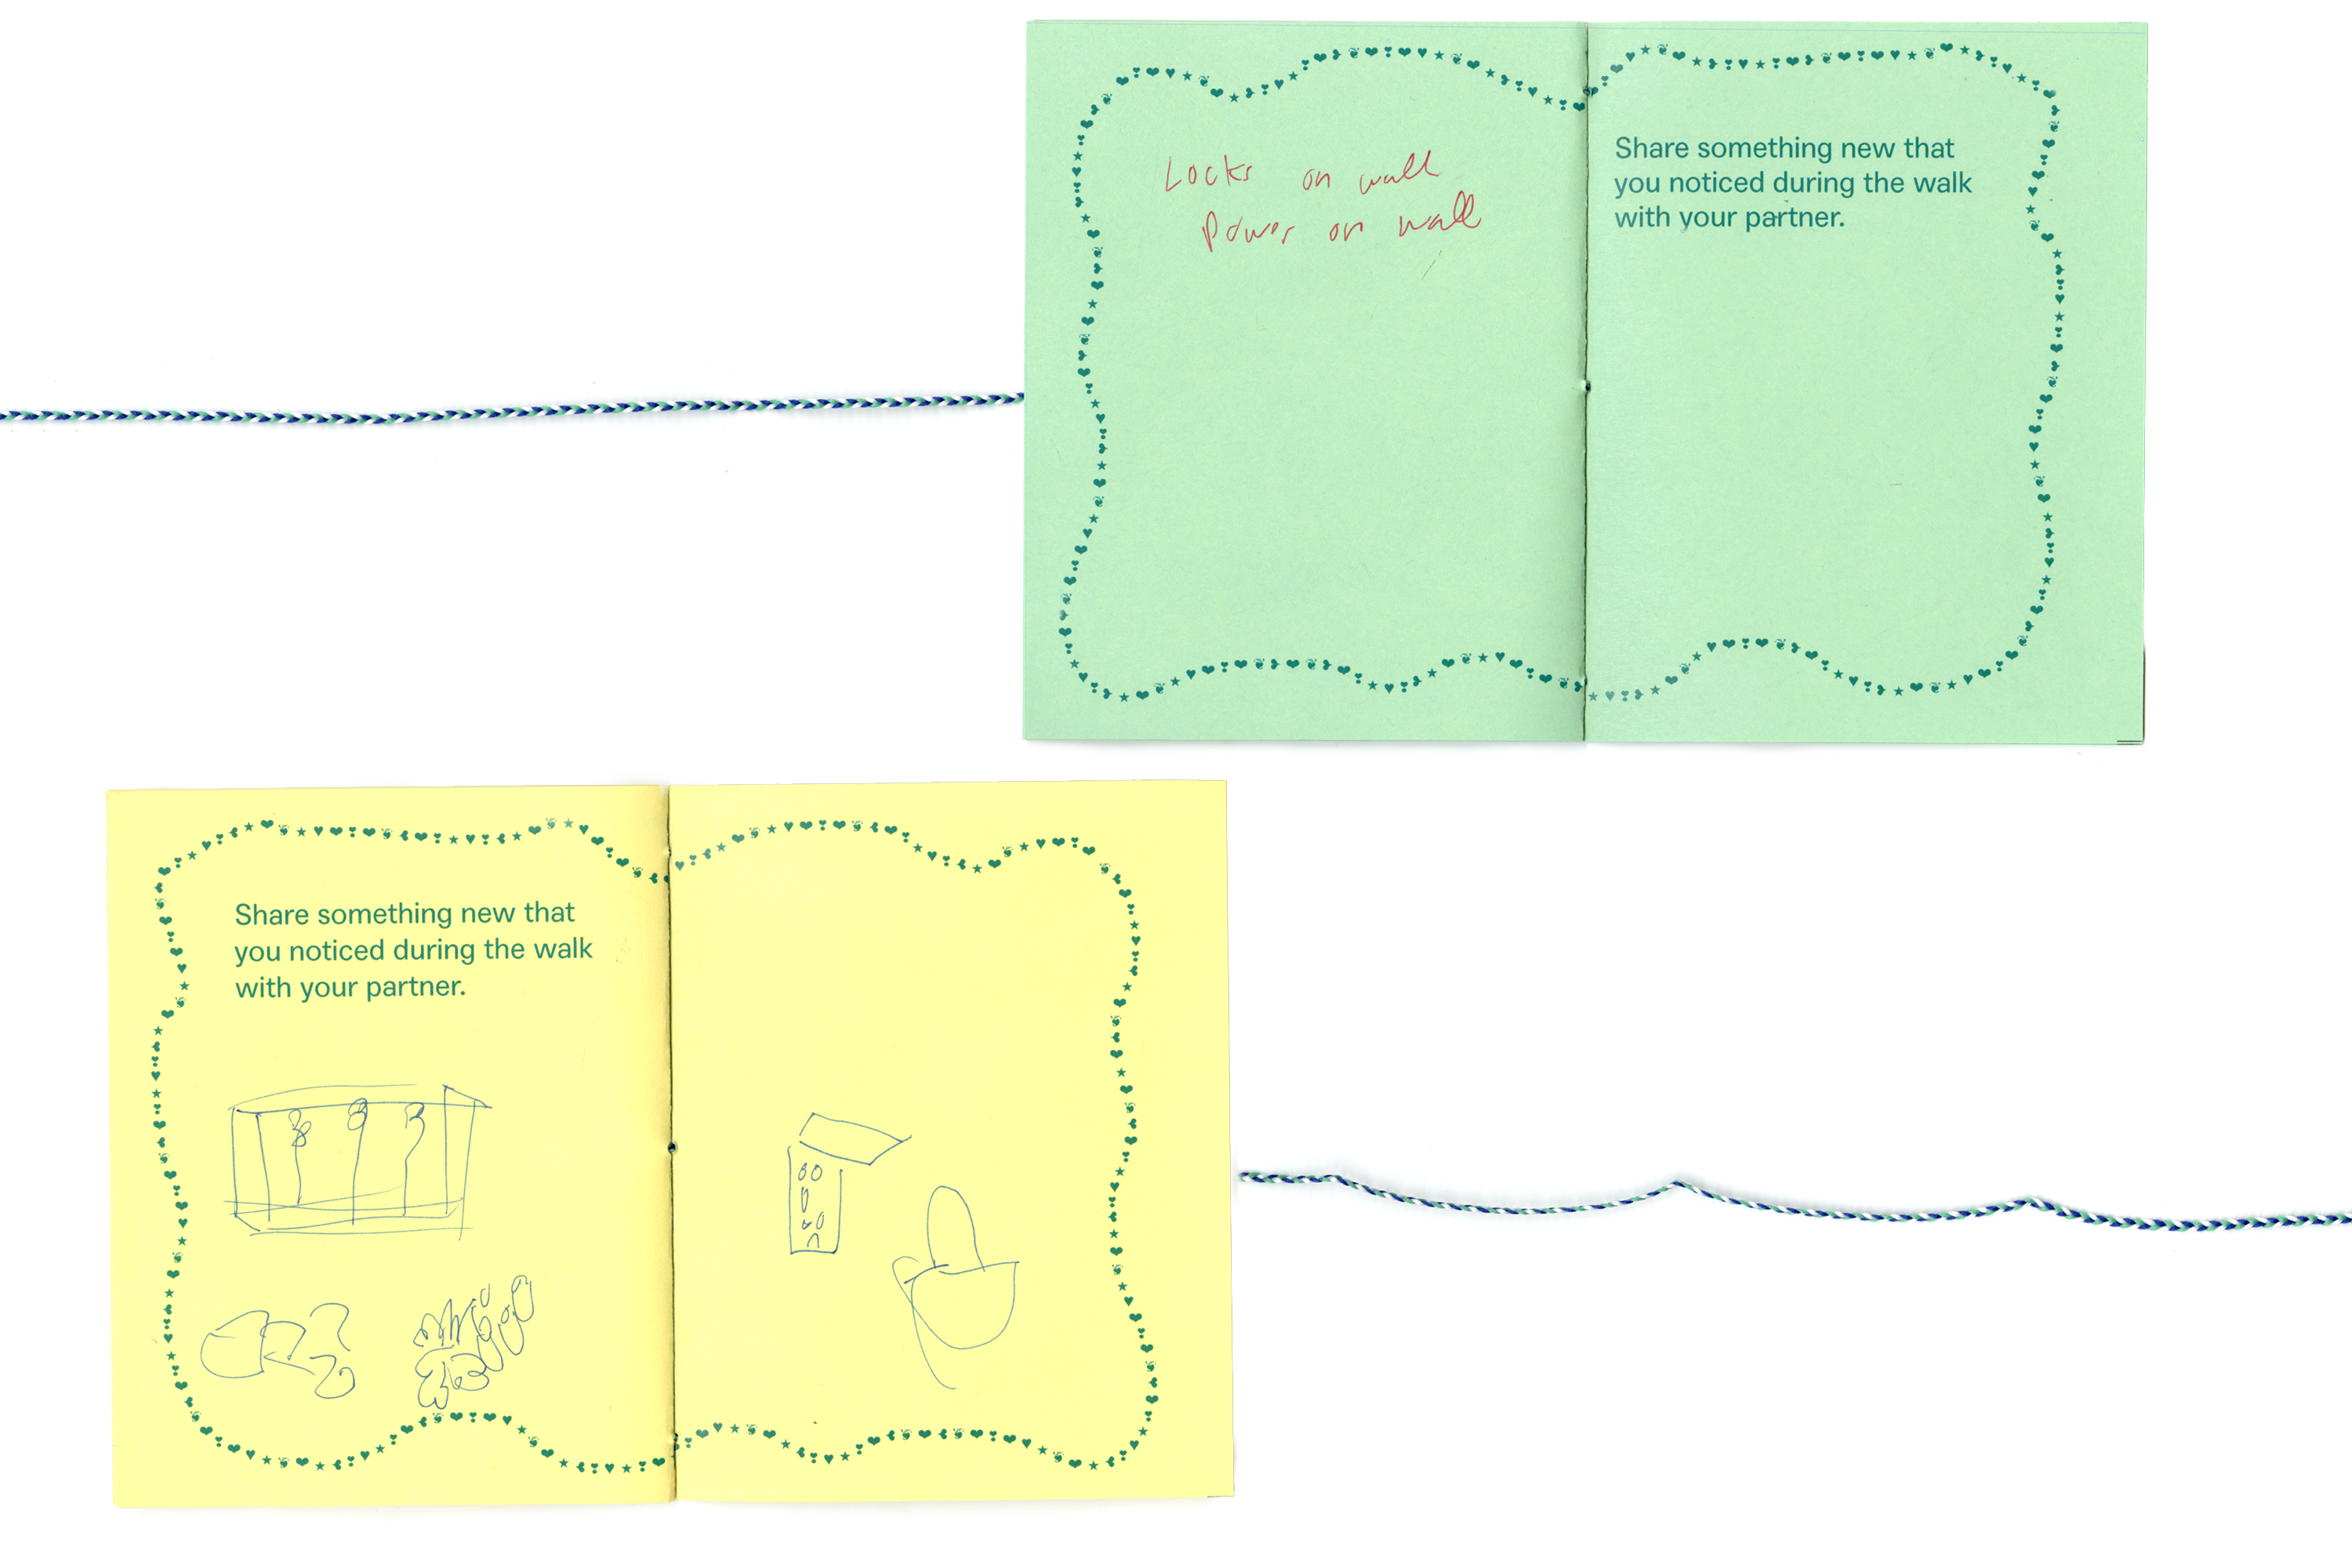 Locks on wall
Power on wall
Share something new that
you noticed during the walk
with your partner.
Share something new that
you noticed during the walk
with your partner.